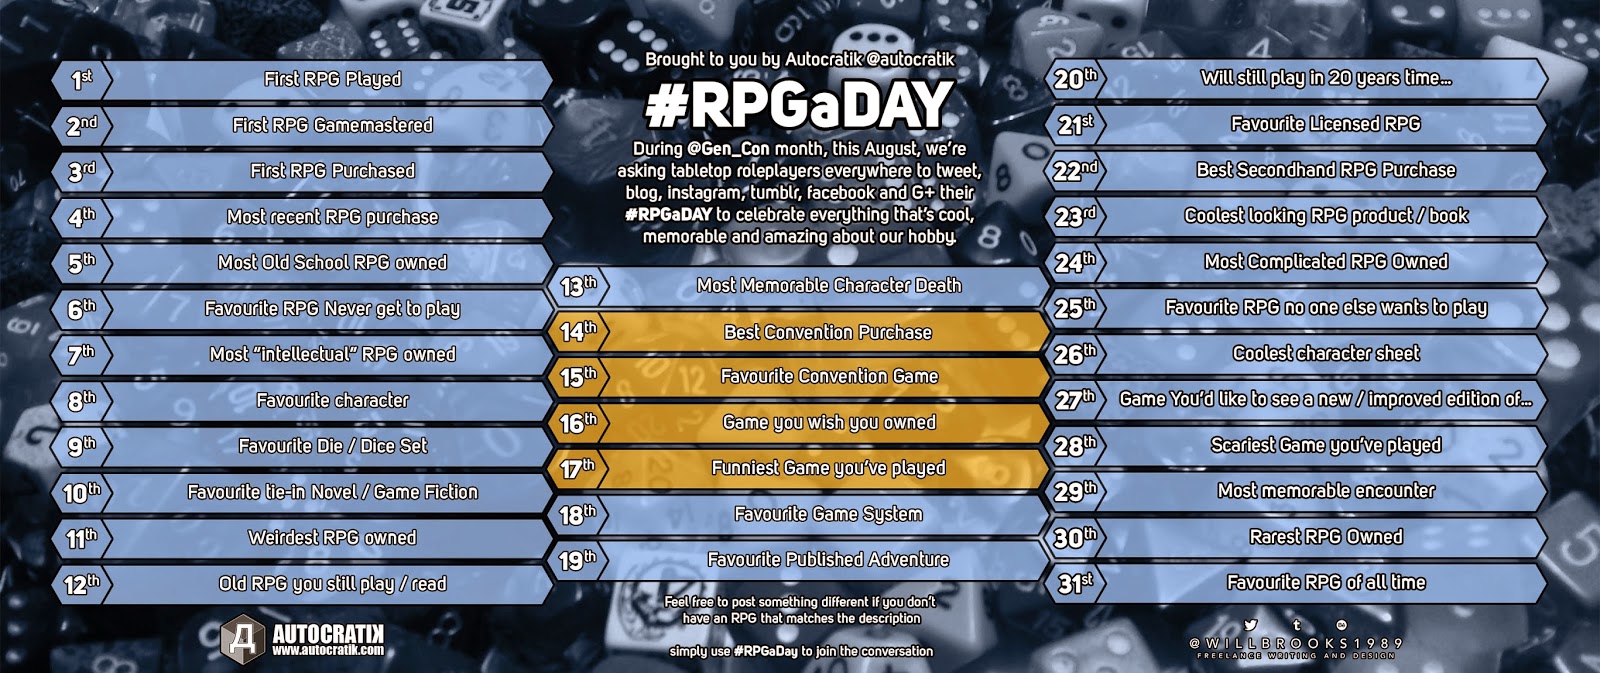 1st First RPG Played
2nd First RPG Gamemastered
3rd First RPG Purchased
4th Most recent RPG purchase
5th Most Old School RPG owned
6th Favourite RPG Never get to play
7th Most “intellectual” RPG owned
8th Favourite character
9th Favourite Die / Dice Set
10th Favourite tie-in Novel / Game Fiction
11th Weirdest RPG owned
12th Old RPG you still play / read
AUTOCRATIK
www.autocratik.com
Brought to you by Autocratik @autocratik
#RPGaDAY
During @Gen_Con month, this August, we’re
asking tabletop roleplayers everywhere to tweet,
blog, instagram, tumblr, facebook and G+ their
#RPGaDAY to celebrate everything that’s cool,
memorable and amazing about our hobby.
13th Most Memorable Character Death
14th Best Convention Purchase
15th Favourite Convention Game
16th Game you wish you owned
17th Funniest Game you’ve played
18th Favourite Game System
19th Favourite Published Adventure
Feel free to post something different if you don’t
have an RPG that matches the description
simply use #RPGaDay to join the conversation
20th Will still play in 20 years time...
21st Favourite Licensed RPG
22nd Best Secondhand RPG Purchase
23rd Coolest looking RPG product / book
24th Most Complicated RPG Owned
25th Favourite RPG no one else wants to play
26th Coolest character sheet
27th Game You’d like to see a new / improved edition of...
28th Scariest Game you’ve played
29th Most memorable encounter
30th Rarest RPG Owned
31st Favourite RPG of all time
@WILLBROOKS1989
FREELANCE WRITING AND DESIGN